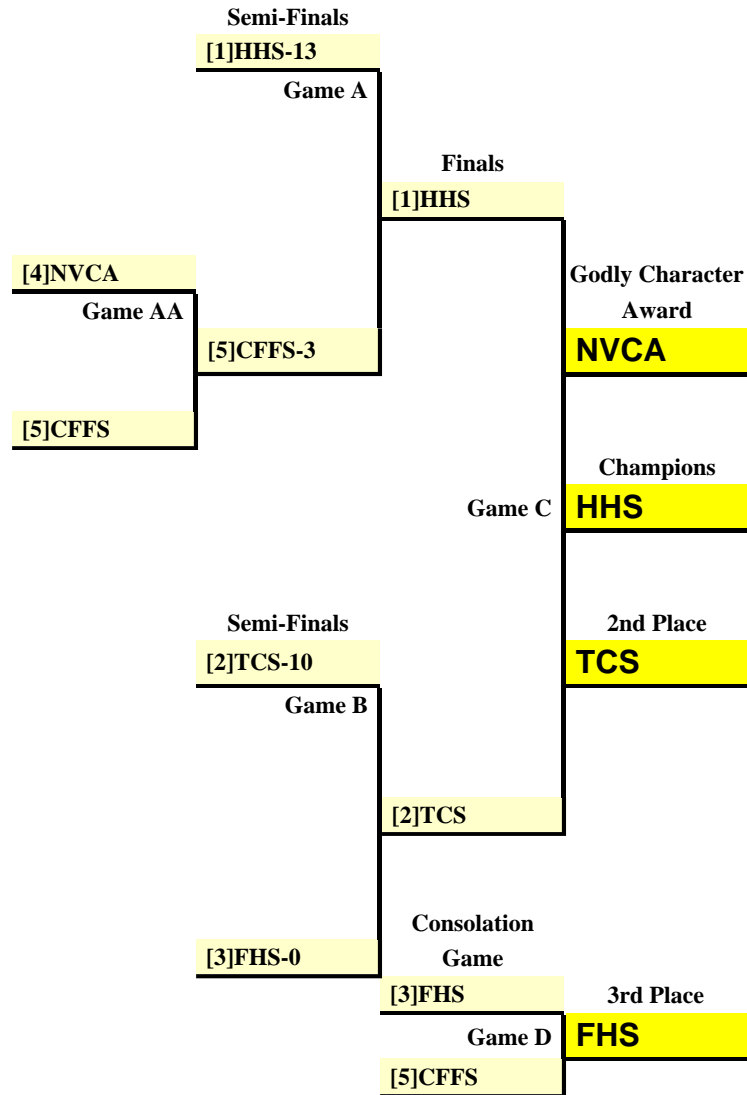 Semi-Finals
[1]HHS-13
Game A
Finals
[1]HHS
[4]NVCA
Godly Character
Game AA
Award
[5]CFFS-3
NVCA
[5]CFFS
Champions
Game C
HHS
Semi-Finals
2nd Place
[2]TCS-10
TCS
Game B
[2]TCS
Consolation
[3]FHS-0
Game
[3]FHS
3rd Place
Game D
FHS
[5]CFFS